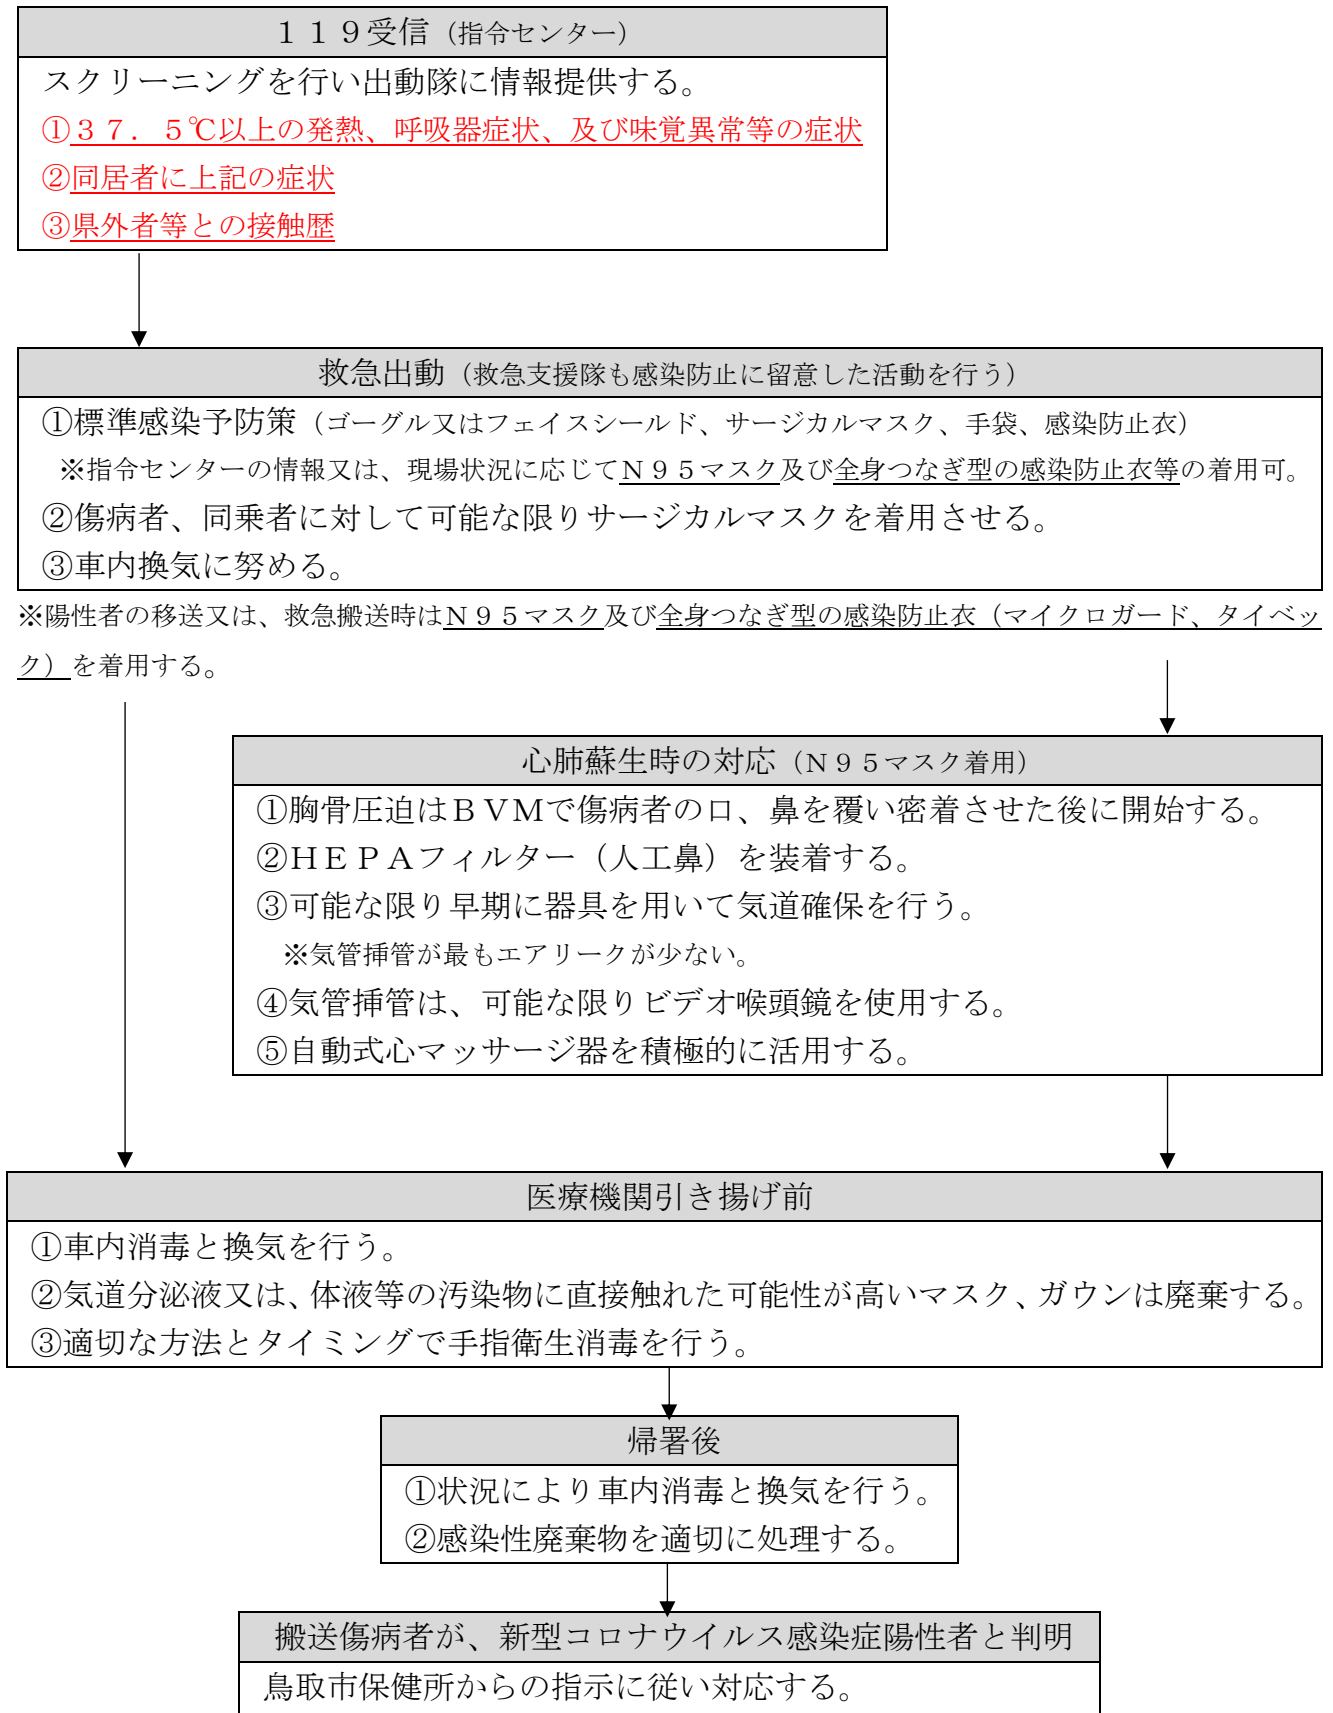 １１９受信（指令センター）
スクリーニングを行い出動隊に情報提供する。
①３７．５℃以上の発熱、呼吸器症状、及び味覚異常等の症状
②同居者に上記の症状
③県外者等との接触歴
救急出動（救急支援隊も感染防止に留意した活動を行う）
①標準感染予防策（ゴーグル又はフェイスシールド、サージカルマスク、手袋、感染防止衣）
※指令センターの情報又は、現場状況に応じてＮ９５マスク及び全身つなぎ型の感染防止衣等の着用可。
②傷病者、同乗者に対して可能な限りサージカルマスクを着用させる。
③車内換気に努める。
※陽性者の移送又は、救急搬送時はＮ９５マスク及び全身つなぎ型の感染防止衣（マイクロガード、タイベッ
ク）を着用する。
心肺蘇生時の対応（Ｎ９５マスク着用）
①胸骨圧迫はＢＶＭで傷病者の口、鼻を覆い密着させた後に開始する。
②ＨＥＰＡフィルター（人工鼻）を装着する。
③可能な限り早期に器具を用いて気道確保を行う。
※気管挿管が最もエアリークが少ない。
④気管挿管は、可能な限りビデオ喉頭鏡を使用する。
⑤自動式心マッサージ器を積極的に活用する。
医療機関引き揚げ前
①車内消毒と換気を行う。
②気道分泌液又は、体液等の汚染物に直接触れた可能性が高いマスク、ガウンは廃棄する。
③適切な方法とタイミングで手指衛生消毒を行う。
帰署後
①状況により車内消毒と換気を行う。
②感染性廃棄物を適切に処理する。
搬送傷病者が、新型コロナウイルス感染症陽性者と判明
鳥取市保健所からの指示に従い対応する。